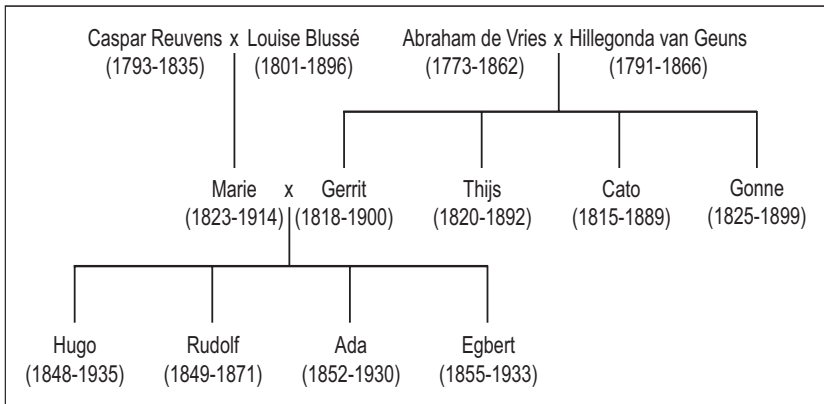 Caspar Reuvens x Louise Blussé Abraham de Vries x Hillegonda van Geuns
(1793-1835) (1801-1896) (1773-1862) (1791-1866)
Marie x Gerrit Thijs Cato Gonne
(1823-1914) (1818-1900) (1820-1892) (1815-1889) (1825-1899)
Hugo Rudolf Ada Egbert
(1848-1935) (1849-1871) (1852-1930) (1855-1933)